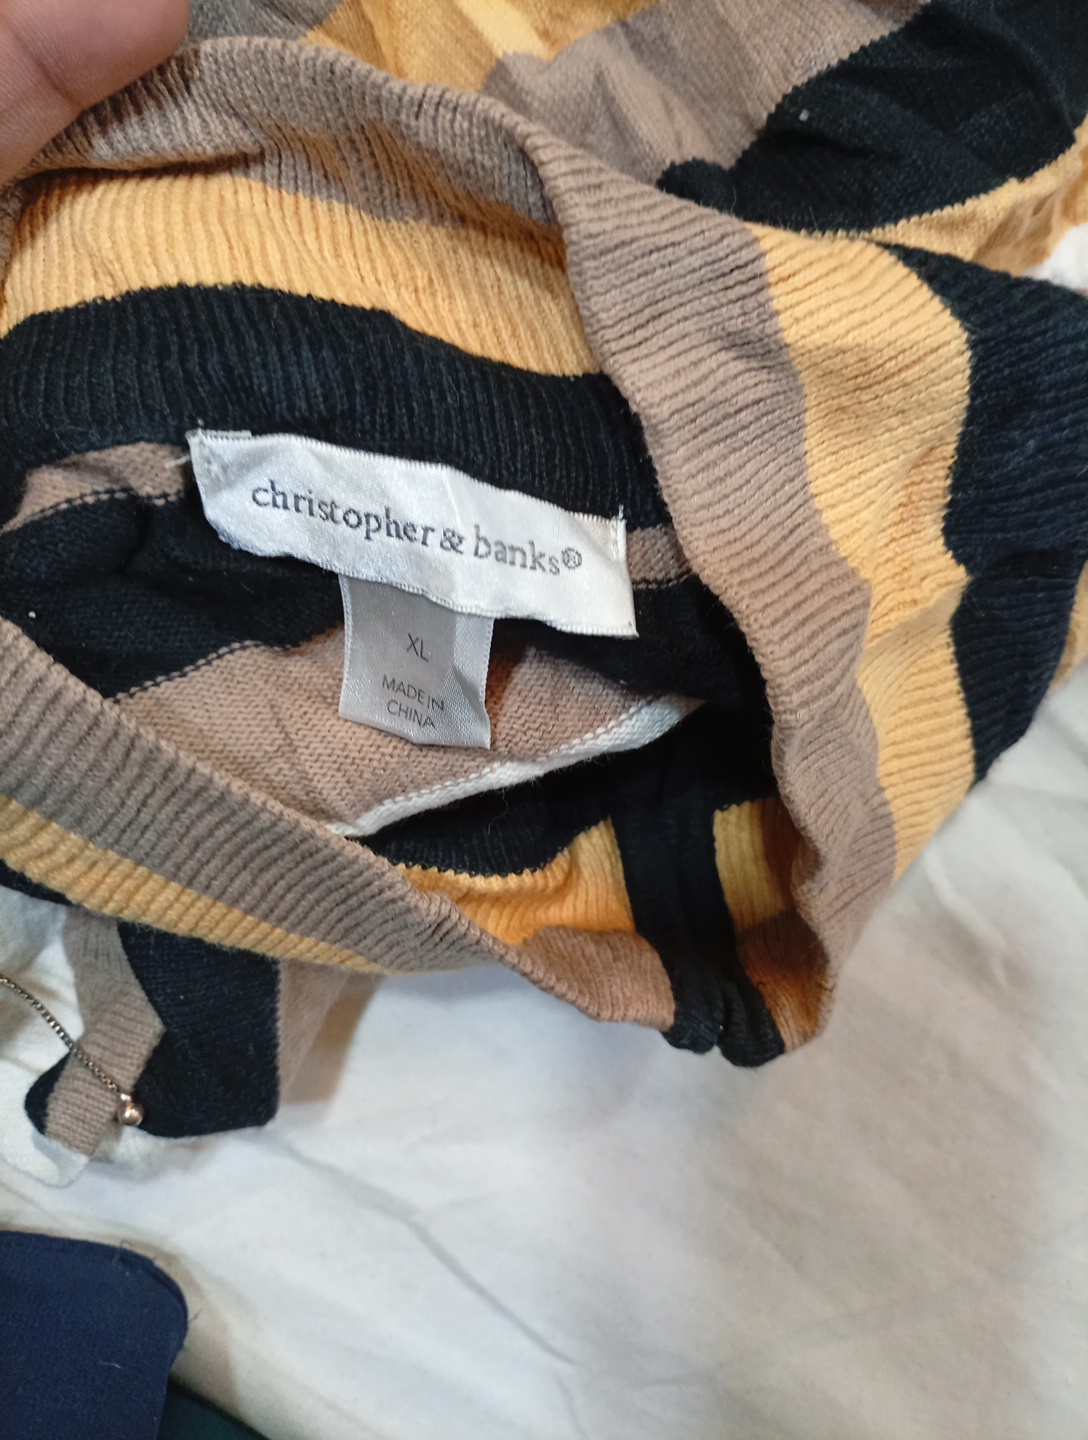 christopher & banks®
XL
MADE IN
CHINA